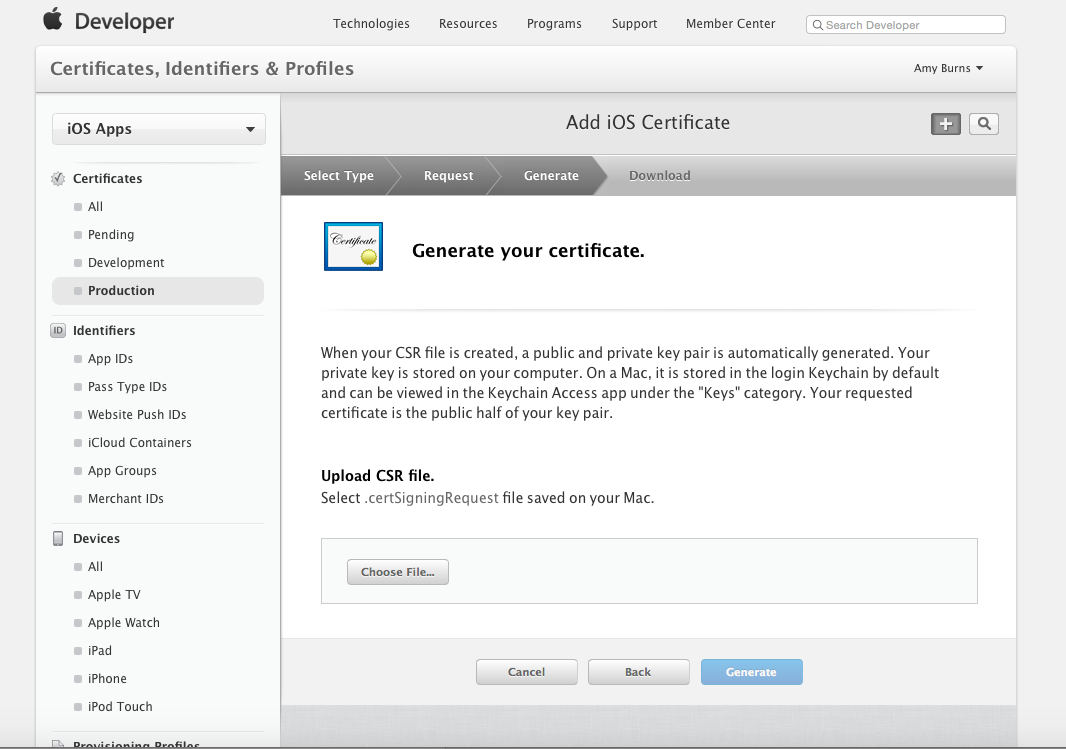 Developer
Technologies
Resources
Programs
Support
Member Center
Search Developer
Certificates, Identifiers & Profiles
Amy Burns
iOS Apps
Certificates
All
Pending
Development
Production
ID
Identifiers
App IDs
Pass Type IDs
Website Push IDs
iCloud Containers
App Groups
Merchant IDs
Devices
All
Apple TV
Apple Watch
iPad
iPhone
iPod Touch
Provisioning Profiles
Add iOS Certificate
Select Type
Request
Generate
Download
Certificate
Generate your certificate.
When your CSR file is created, a public and private key pair is automatically generated. Your
private key is stored on your computer. On a Mac, it is stored in the login Keychain by default
and can be viewed in the Keychain Access app under the "Keys" category. Your requested
certificate is the public half of your key pair.
Upload CSR file.
Select .certSigningRequest file saved on your Mac.
Choose File...
Cancel
Back
Generate